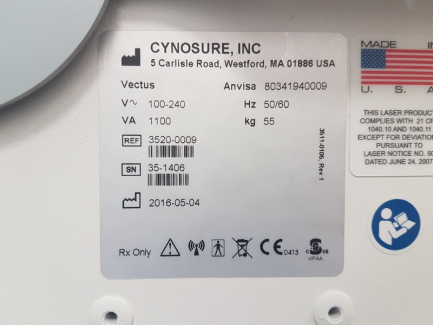 CYNOSURE, INC
5 Carlisle Road, Westford, MA 01886 USA
Vectus Anvisa 80341940009
V~ 100-240 Hz 50/60
VA 1100 kg 55
REF 3520-0009
SN 35-1406
2016-05-04
Rx Only CE 0413
3511-0105, Rev 1
MADE IN
U. S. A
THIS LASER PRODUCT
COMPLIES WITH 21 CF
1040.10 AND 1040.11
EXCEPT FOR DEVIATION
PURSUANT TO
LASER NOTICE NO. 50
DATED JUNE 24, 2007